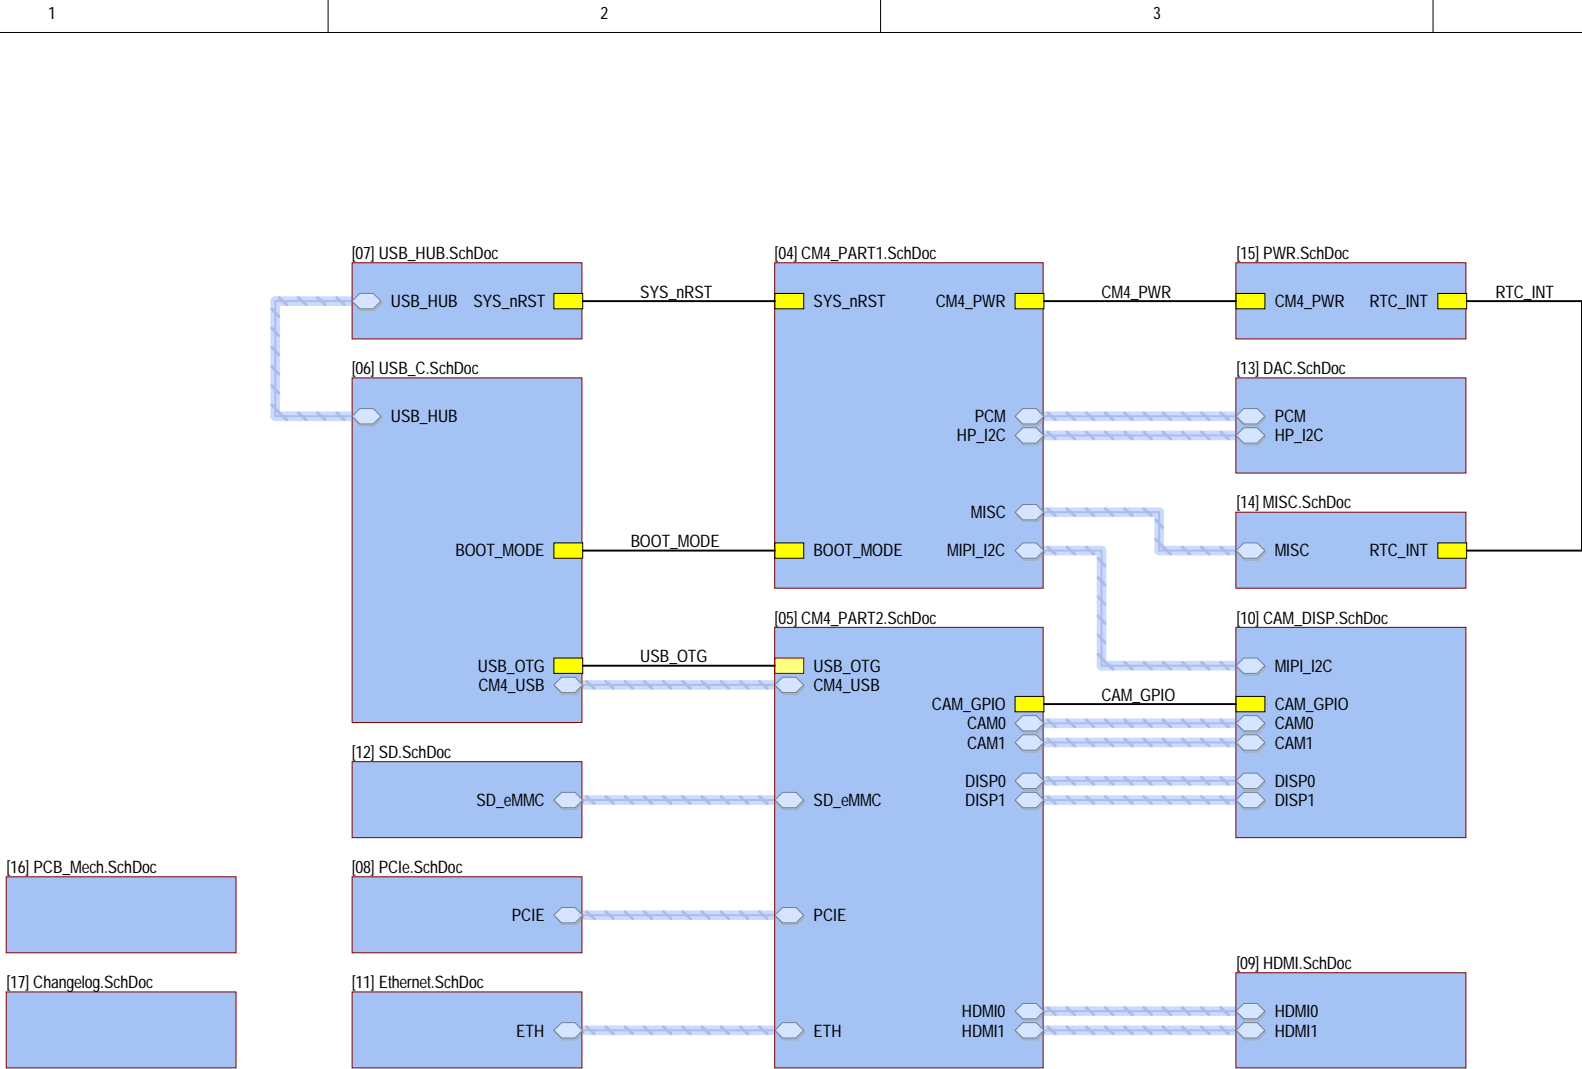 1 2 3
[07] USB_HUB.SchDoc [04] CM4_PART1.SchDoc [15] PWR.SchDoc
USB_HUB SYS_nRST SYS_nRST SYS_nRST CM4_PWR CM4_PWR CM4_PWR RTC_INT RTC_INT
[06] USB_C.SchDoc [13] DAC.SchDoc
USB_HUB PCM PCM
HP_I2C HP_I2C
[14] MISC.SchDoc
MISC
BOOT_MODE BOOT_MODE BOOT_MODE MIPI_I2C MISC RTC_INT
[05] CM4_PART2.SchDoc [10] CAM_DISP.SchDoc
USB_OTG USB_OTG USB_OTG MIPI_I2C
CM4_USB CM4_USB
CAM_GPIO CAM_GPIO CAM_GPIO
CAM0 CAM0
CAM1 CAM1
[12] SD.SchDoc
DISP0 DISP0
SD_eMMC SD_eMMC DISP1 DISP1
[16] PCB_Mech.SchDoc [08] PCIe.SchDoc
PCIE PCIE
[09] HDMI.SchDoc
[17] Changelog.SchDoc [11] Ethernet.SchDoc
HDMI0 HDMI0
ETH ETH HDMI1 HDMI1